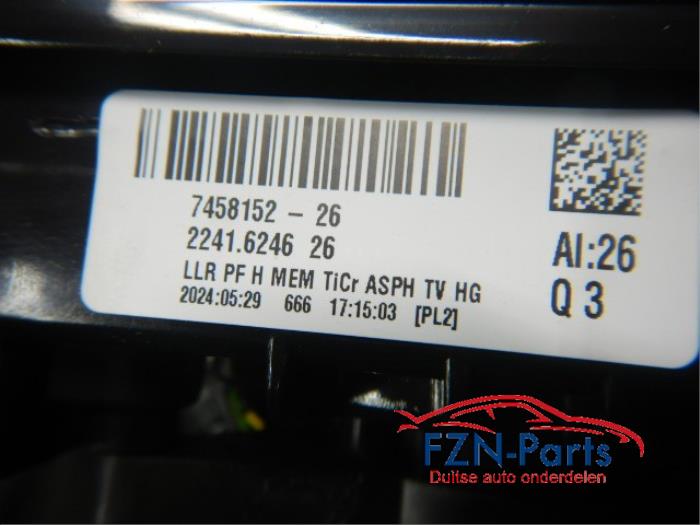 7458152 - 26
2241.6246 26
LLR PF H MEM TiCr ASPH TV HG
2024:05:29 666 17:15:03 [PL2]
AI:26
Q 3
FZN-Parts
Duitse auto onderdelen